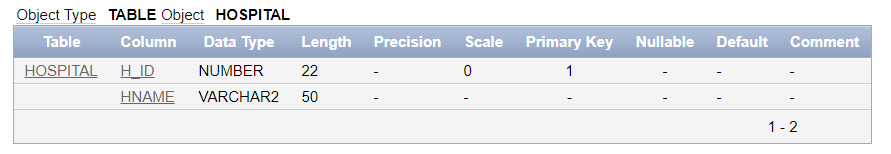 Object Type TABLE Object HOSPITAL
Table Column Data Type Length Precision Scale Primary Key Nullable Default Comment
HOSPITAL H_ID NUMBER 22 - 0 1 - - -
HNAME VARCHAR2 50 - - - - - -
1 - 2